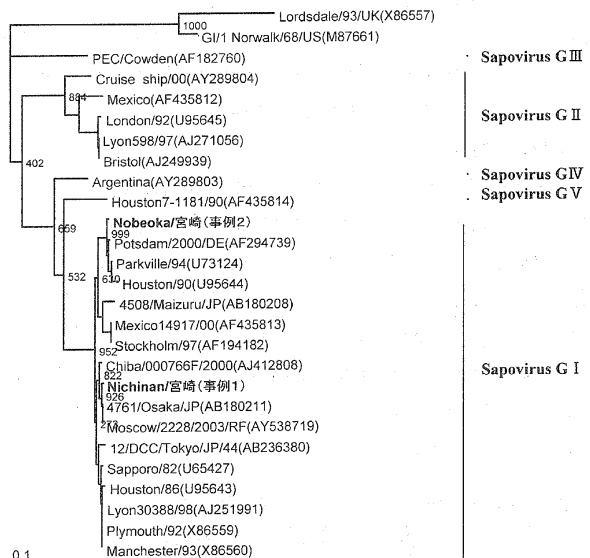 Lordsdale/93/UK(X86557)
1000
GI/1 Norwalk/68/US(M87661)
PEC/Cowden(AF182760)
Sapovirus GⅢ
Cruise ship/00(AY289804)
884
Mexico(AF435812)
London/92(U95645)
Sapovirus GⅡ
Lyon598/97(AJ271056)
Bristol(AJ249939)
402
Argentina(AY289803)
Sapovirus GⅣ
Houston7-1181/90(AF435814)
Sapovirus GⅤ
Nobeoka/宮崎(事例2)
659
999
Potsdam/2000/DE(AF294739)
Parkville/94(U73124)
532
630
Houston/90(U95644)
4508/Maizuru/JP(AB180208)
Mexico14917/00(AF435813)
Stockholm/97(AF194182)
952
Chiba/000766F/2000(AJ412808)
Sapovirus GⅠ
822
Nichinan/宮崎(事例1)
926
4761/Osaka/JP(AB180211)
273
Moscow/2228/2003/RF(AY538719)
12/DCC/Tokyo/JP/44(AB236380)
Sapporo/82(U65427)
Houston/86(U95643)
Lyon30388/98(AJ251991)
Plymouth/92(X86559)
Manchester/93(X86560)
0.1